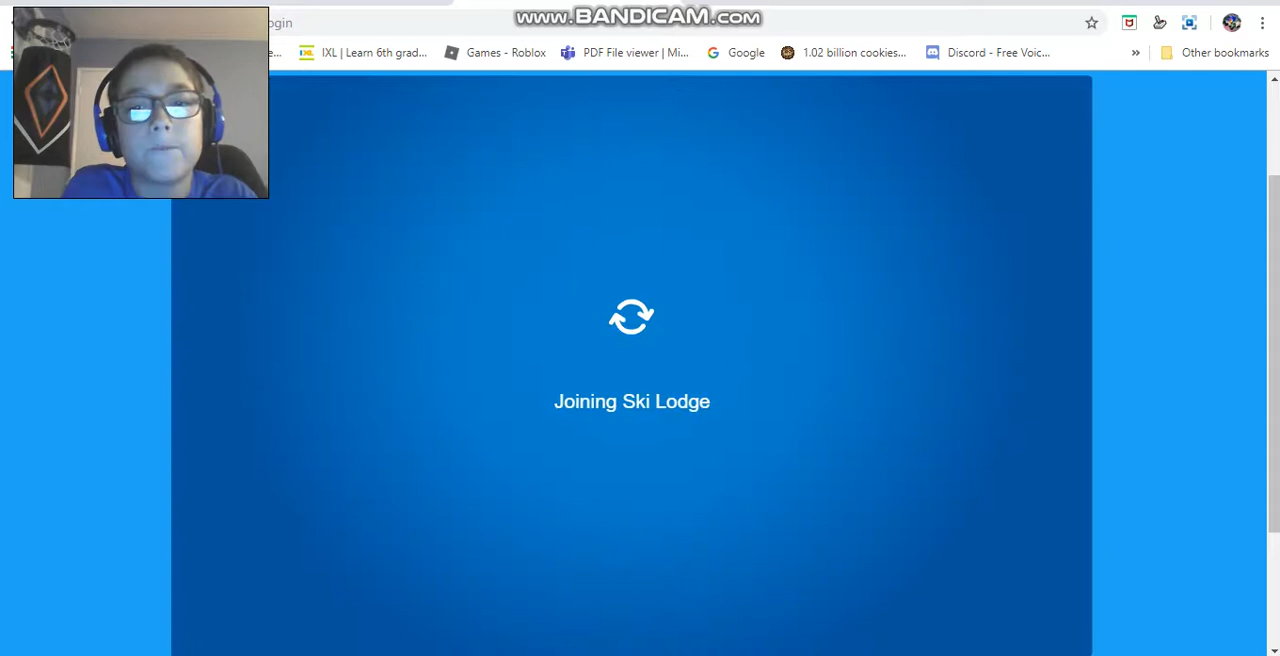 www.BANDICAM.com
ogin
e...
IXL | Learn 6th grad...
Games - Roblox
PDF File viewer | Mi...
Google
1.02 billion cookies...
Discord - Free Voic...
»
Other bookmarks
Joining Ski Lodge